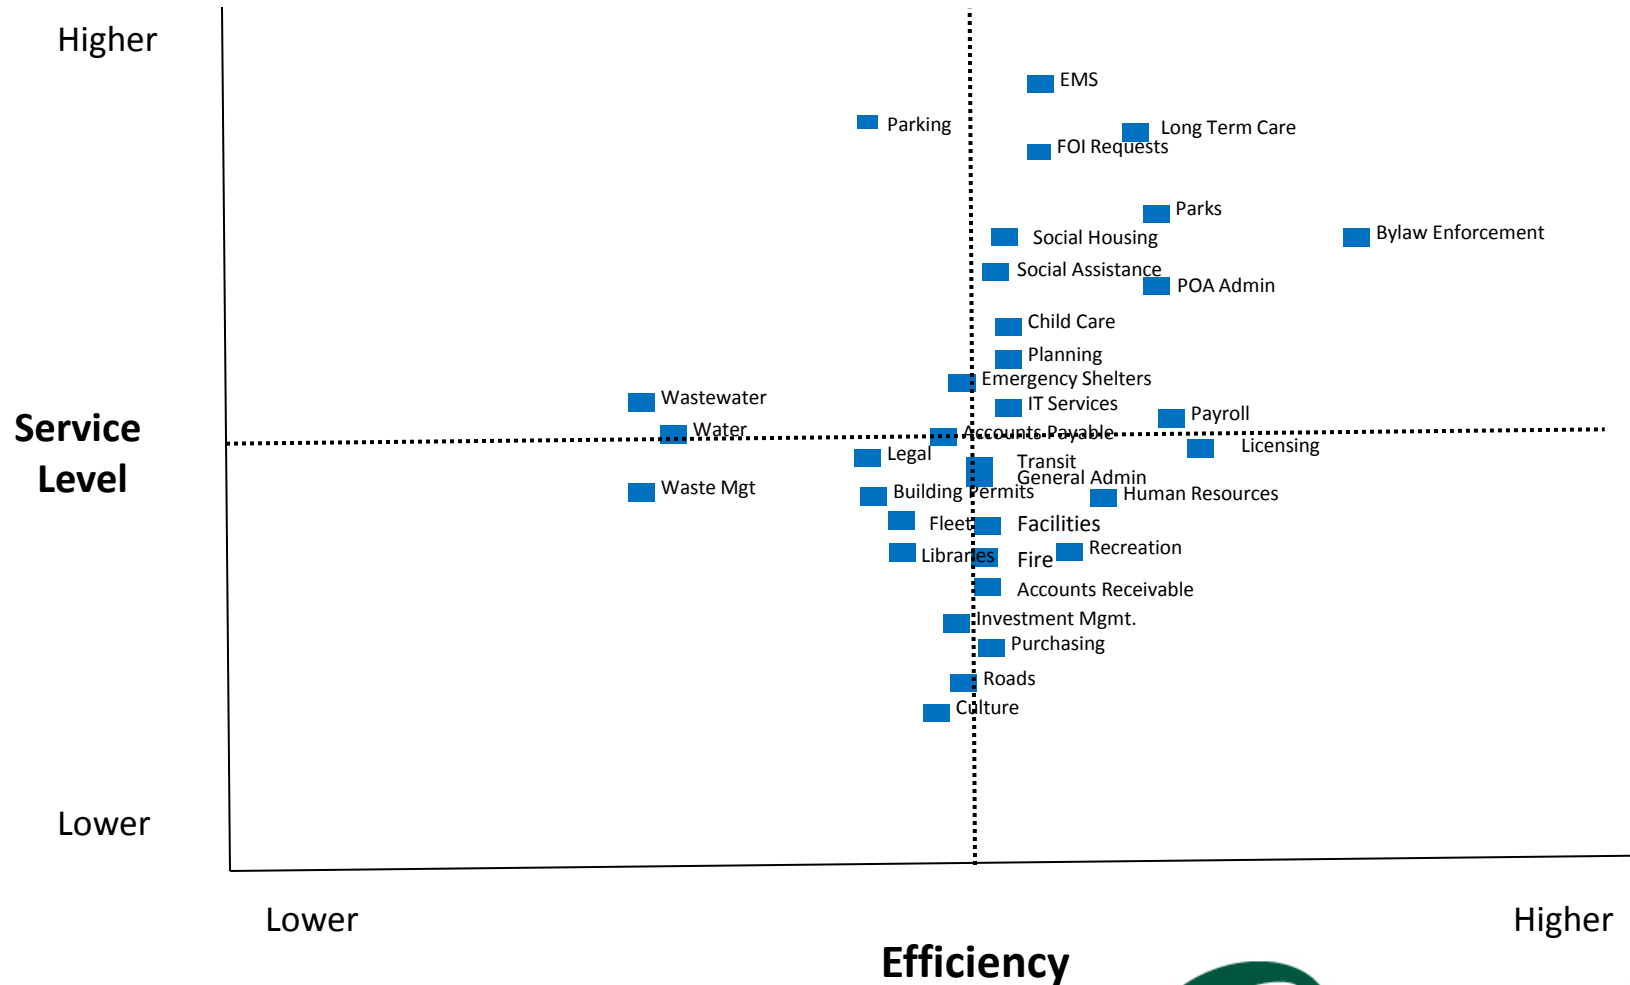 Higher
EMS
Parking
Long Term Care
FOI Requests
Parks
Bylaw Enforcement
Social Housing
Social Assistance
POA Admin
Child Care
Planning
Emergency Shelters
Wastewater
IT Services
Payroll
Service
Level
Water
Accounts Payable
Licensing
Legal
Transit
General Admin
Waste Mgt
Building Permits
Human Resources
Fleet
Facilities
Libraries
Fire
Recreation
Accounts Receivable
Investment Mgmt.
Purchasing
Roads
Culture
Lower
Lower
Higher
Efficiency